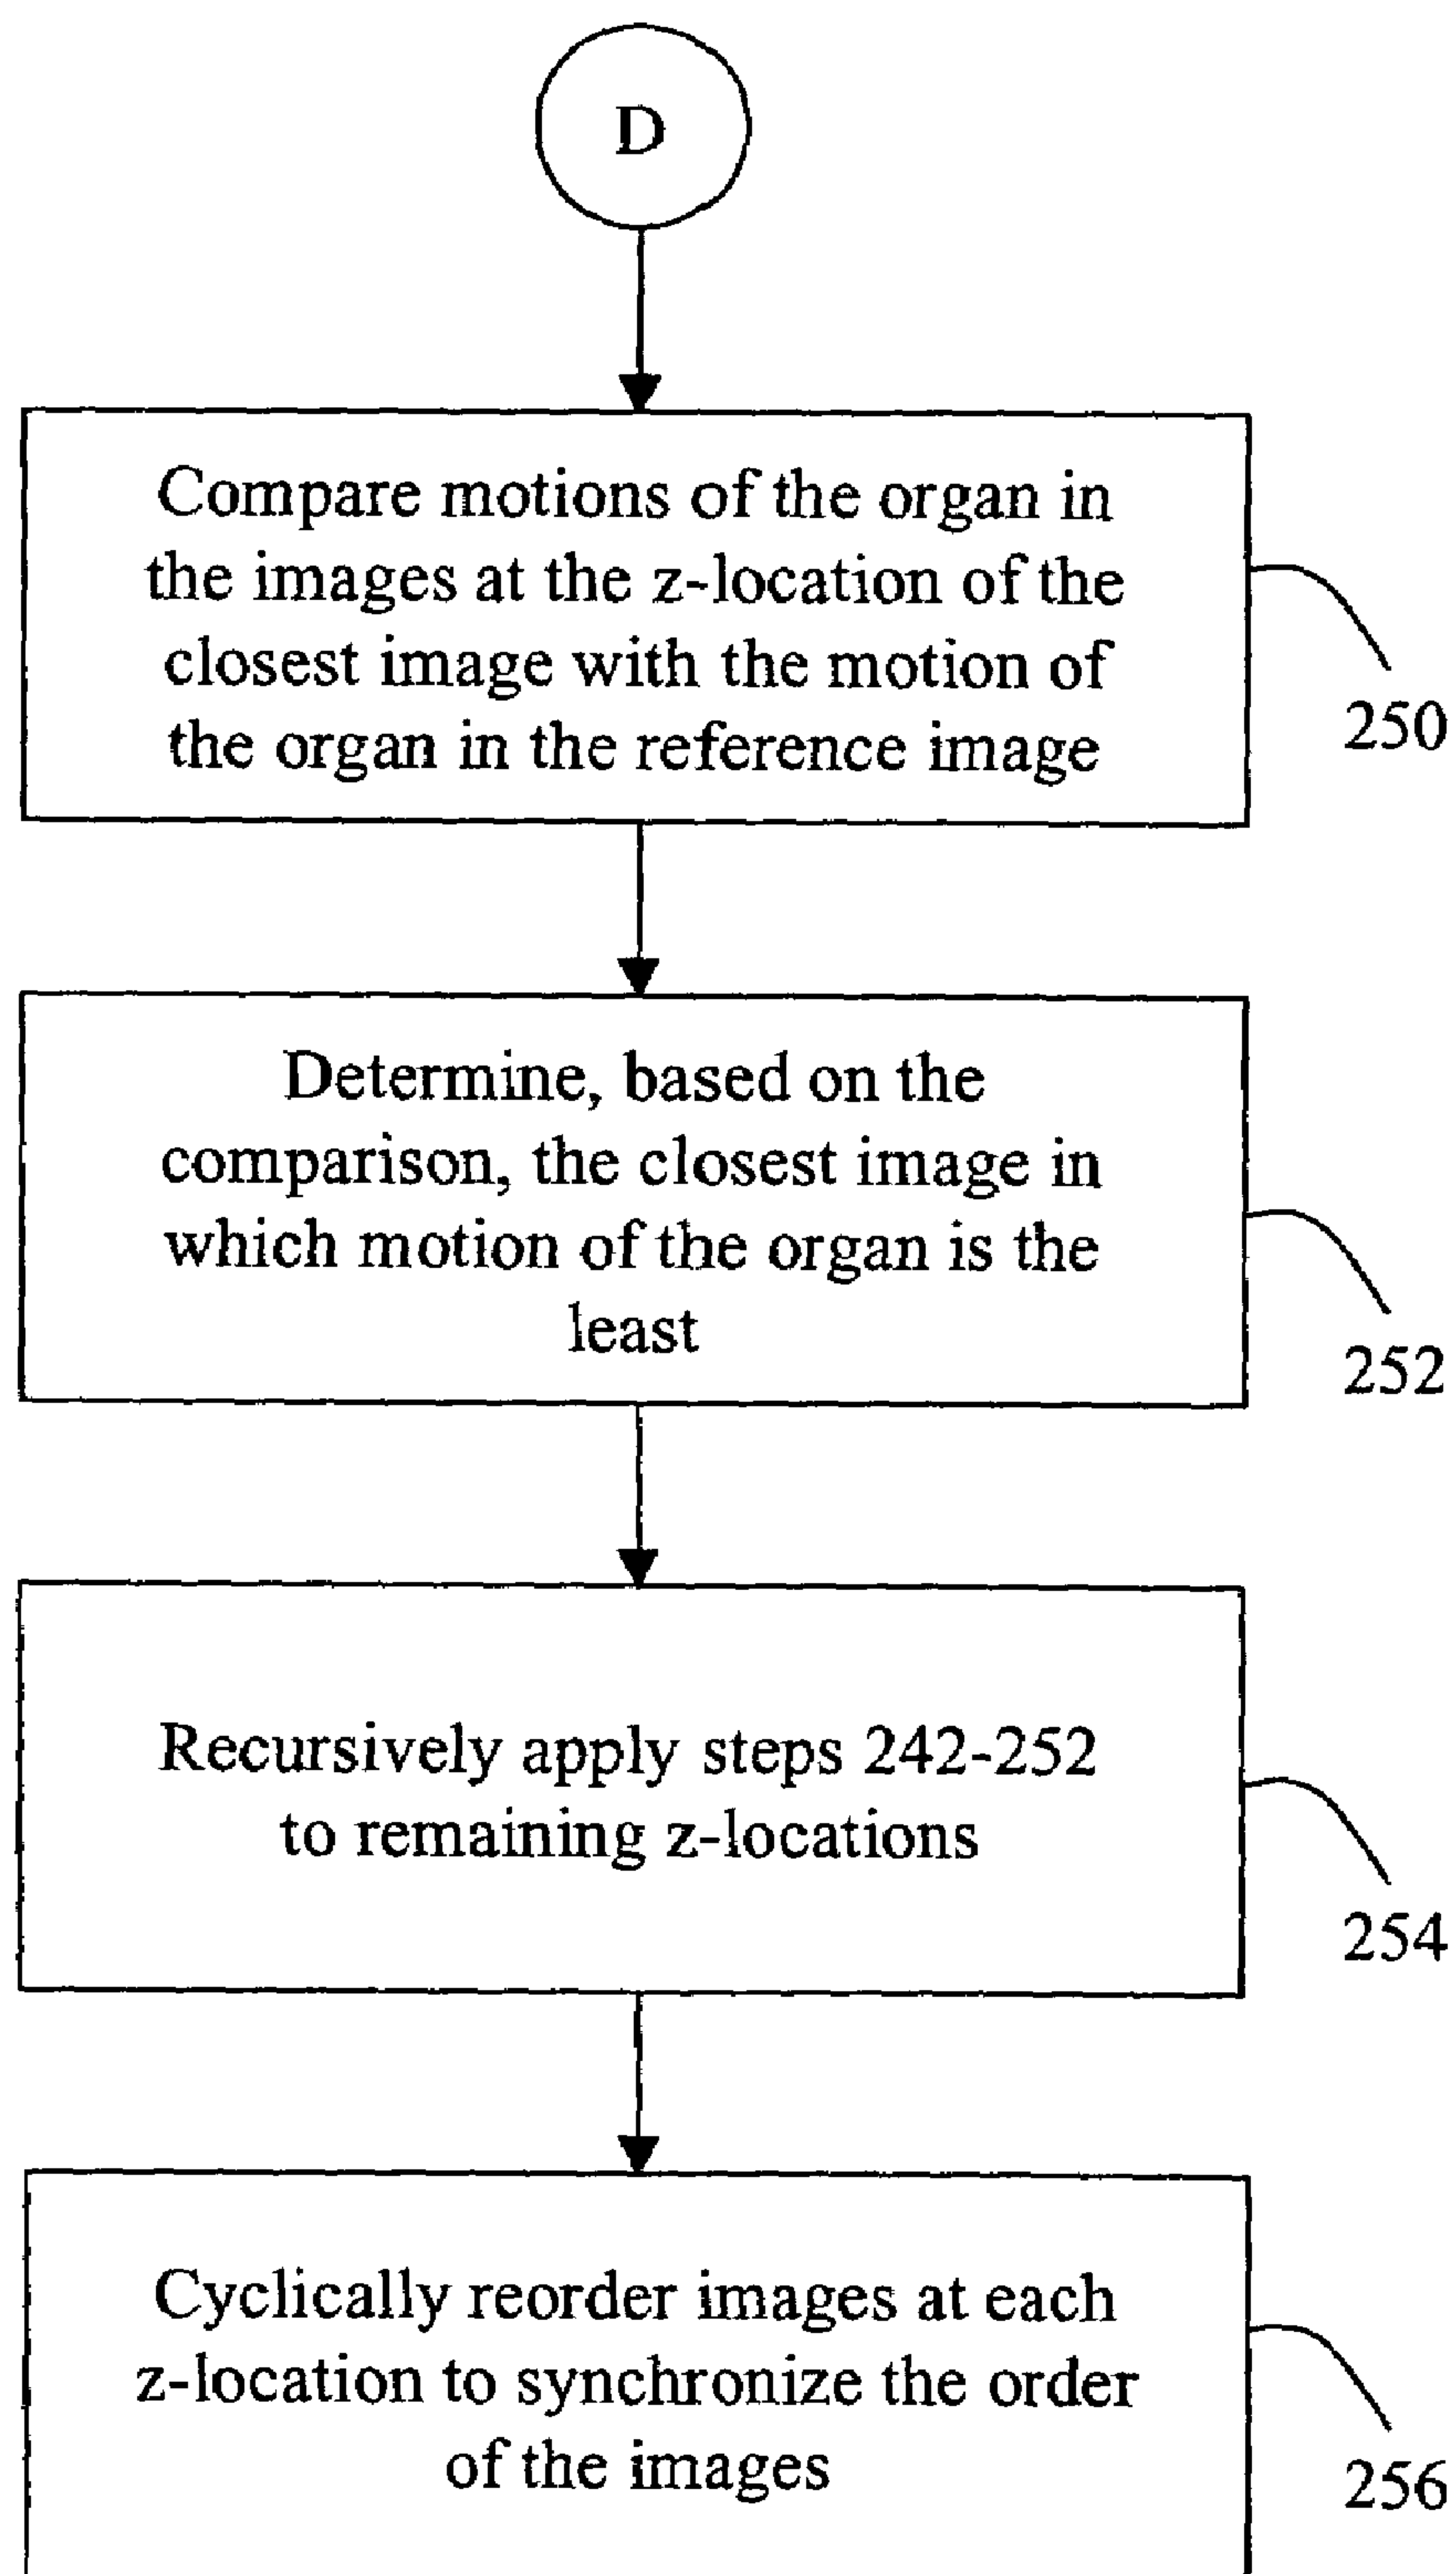 D
Compare motions of the organ in
the images at the z-location of the
closest image with the motion of
the organ in the reference image
250
Determine, based on the
comparison, the closest image in
which motion of the organ is the
least
252
Recursively apply steps 242-252
to remaining z-locations
254
Cyclically reorder images at each
z-location to synchronize the order
of the images
256